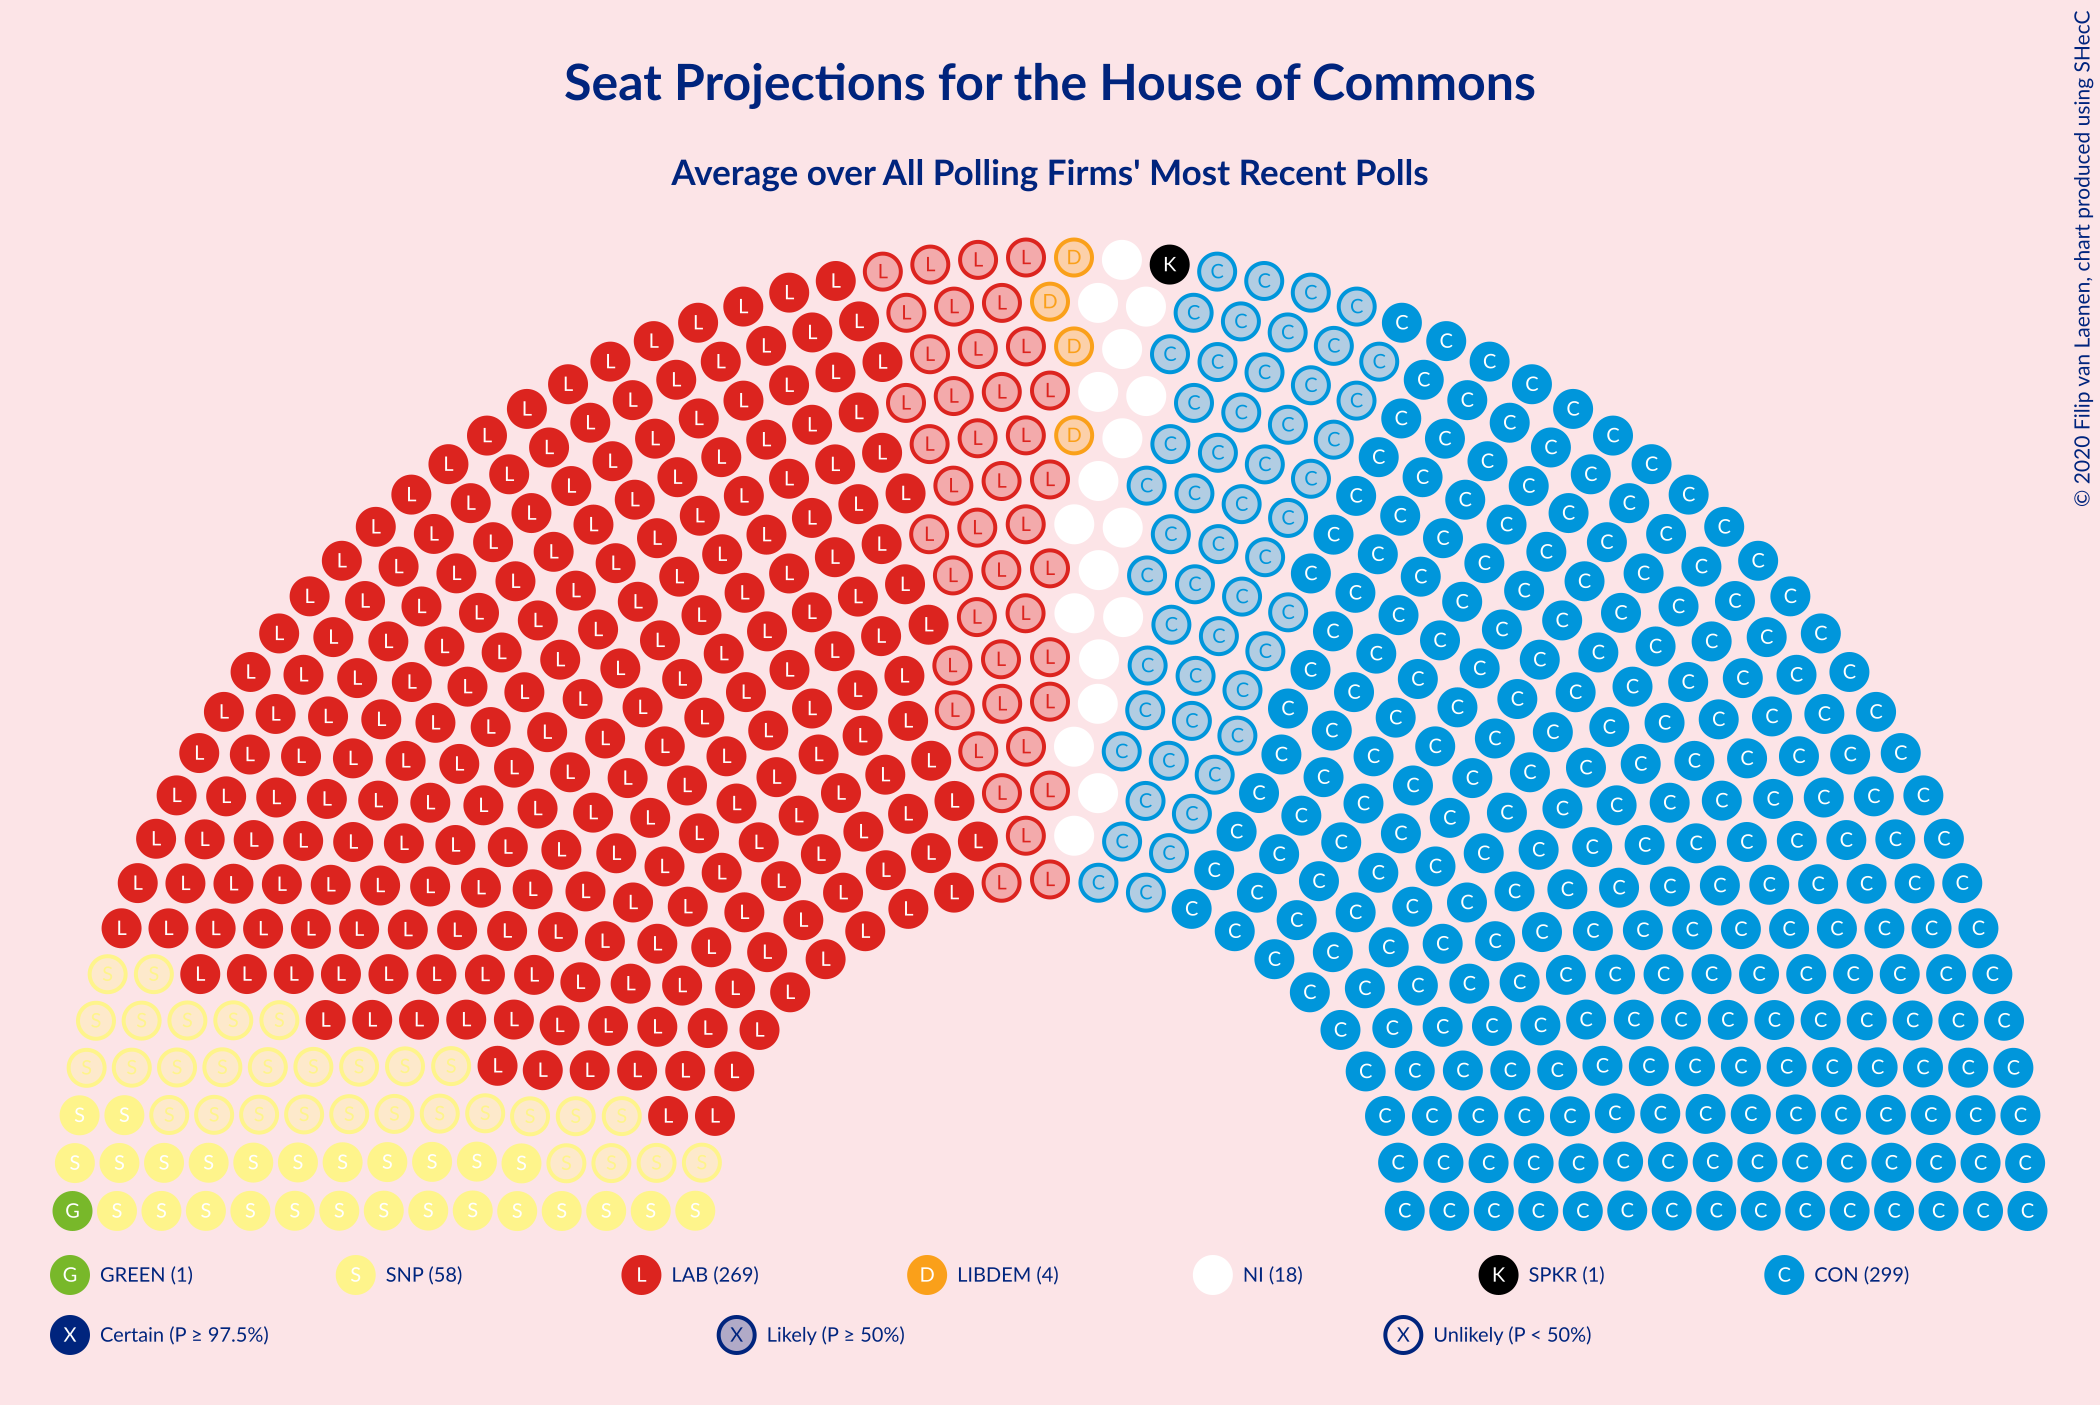 Seat Projections for the House of Commons
Average over All Polling Firms' Most Recent Polls
© 2020 Filip van Laenen, chart produced using SHecC
G GREEN (1)
S SNP (58)
L LAB (269)
D LIBDEM (4)
NI (18)
K SPKR (1)
C CON (299)
X Certain (P ≥ 97.5%)
X Likely (P ≥ 50%)
X Unlikely (P < 50%)